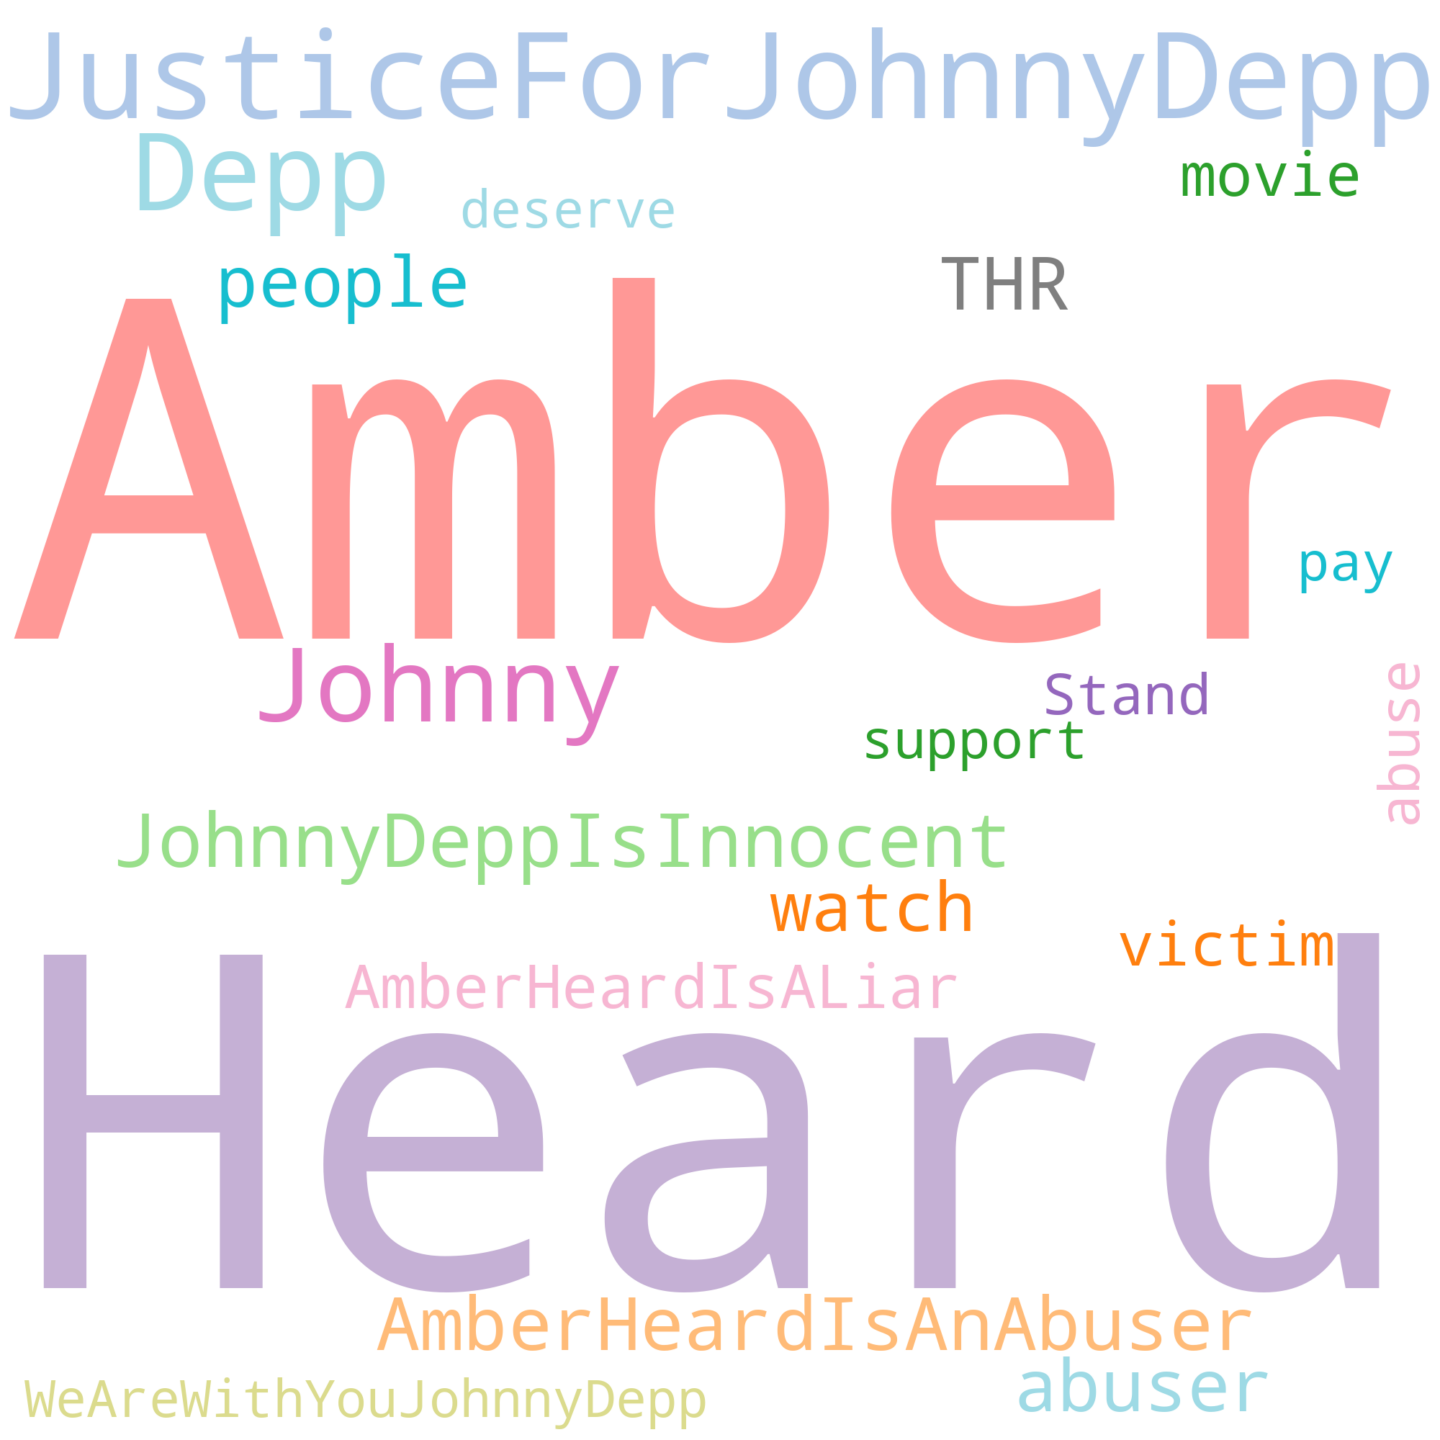 JusticeForJohnnyDepp
Depp
movie
deserve
people
THR
Amber
pay
Johnny
Stand
abuse
support
JohnnyDeppIsInnocent
watch
victim
AmberHeardIsALiar
Heard
AmberHeardIsAnAbuser
abuser
WeAreWithYouJohnnyDepp